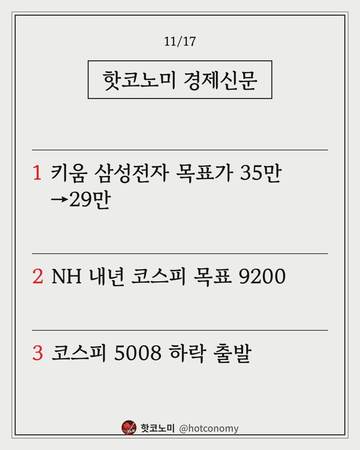 11/17
핫코노미 경제신문
1 키움 삼성전자 목표가 35만
→29만
2 NH 내년 코스피 목표 9200
3 코스피 5008 하락 출발
핫코노미 @hotconomy